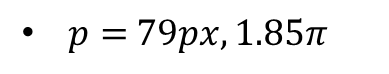 • p = 79px, 1.85π